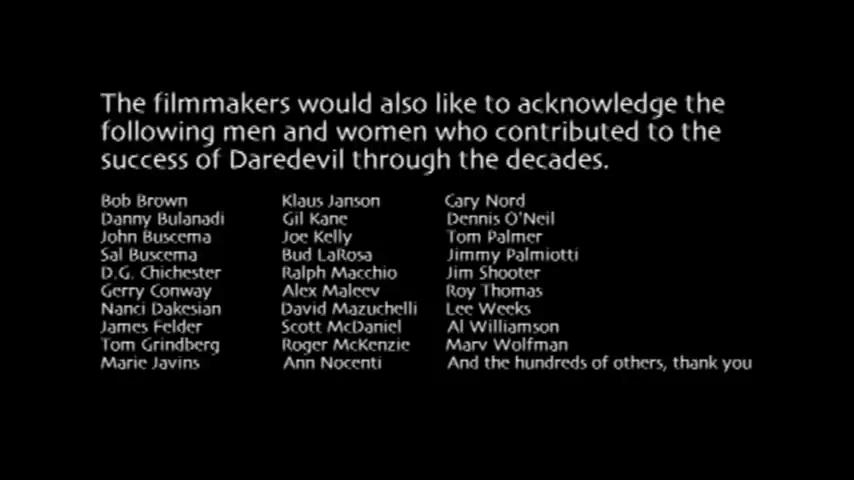 The filmmakers would also like to acknowledge the
following men and women who contributed to the
success of Daredevil through the decades.
Bob Brown
Danny Bulanadi
John Buscema
Sal Buscema
D.G. Chichester
Gerry Conway
Nanci Dakesian
James Felder
Tom Grindberg
Marie Javins
Klaus Janson
Gil Kane
Joe Kelly
Bud LaRosa
Ralph Macchio
Alex Maleev
David Mazuchelli
Scott McDaniel
Roger McKenzie
Ann Nocenti
Cary Nord
Dennis O'Neil
Tom Palmer
Jimmy Palmiotti
Jim Shooter
Roy Thomas
Lee Weeks
Al Williamson
Marv Wolfman
And the hundreds of others, thank you